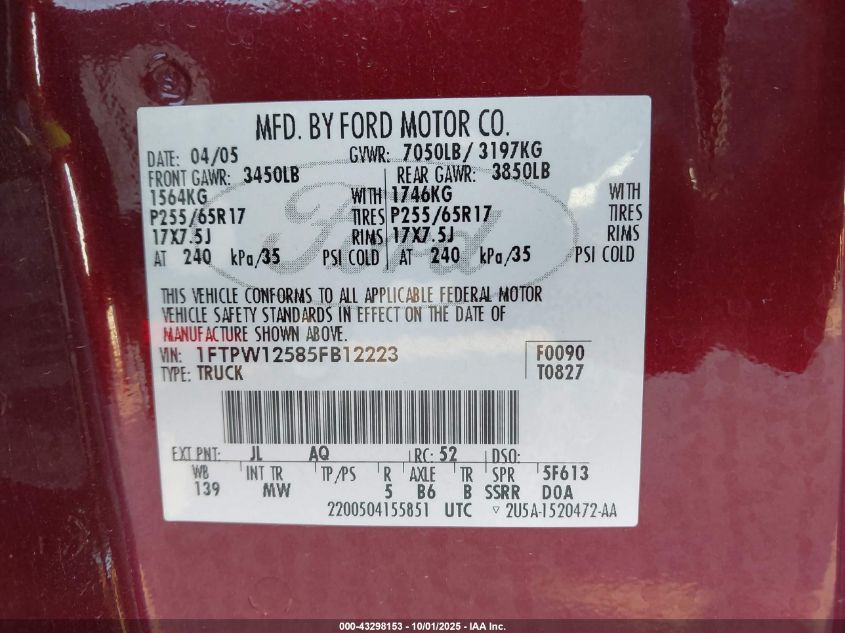 MFD. BY FORD MOTOR CO.
DATE: 04/05 GVWR: 7050LB/ 3197KG
FRONT GAWR: 3450LB REAR GAWR: 3850LB
1564KG WITH 1746KG WITH
P255/65R17 TIRES P255/65R17 TIRES
17X7.5J RIMS 17X7.5J RIMS
AT 240 kPa/35 PSI COLD AT 240 kPa/35 PSI COLD
Ford
THIS VEHICLE CONFORMS TO ALL APPLICABLE FEDERAL MOTOR
VEHICLE SAFETY STANDARDS IN EFFECT ON THE DATE OF
MANUFACTURE SHOWN ABOVE.
VIN: 1FTPW12585FB12223 F0090
TYPE: TRUCK T0827
EXT PNT: JL AQ RC: 52 DSO:
WB INT TR TP/PS R AXLE TR SPR 5F613
139 MW 5 B6 B SSRR DOA
2200504155851 UTC ▽ 2U5A-1520472-AA
000-43298153 - 10/01/2025 - IAA Inc.